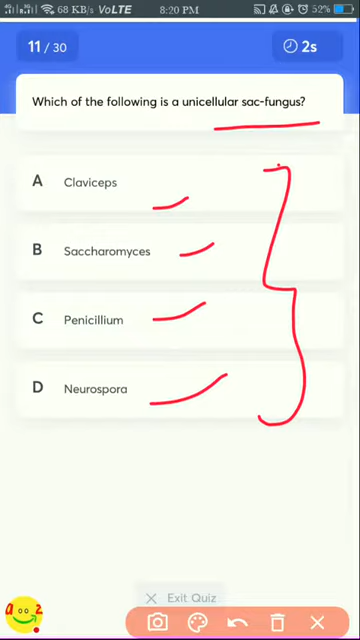 68 KB/s VoLTE 8:20 PM 52%
11 / 30 2s
Which of the following is a unicellular sac-fungus?
A Claviceps
B Saccharomyces
C Penicillium
D Neurospora
a z
X Exit Quiz